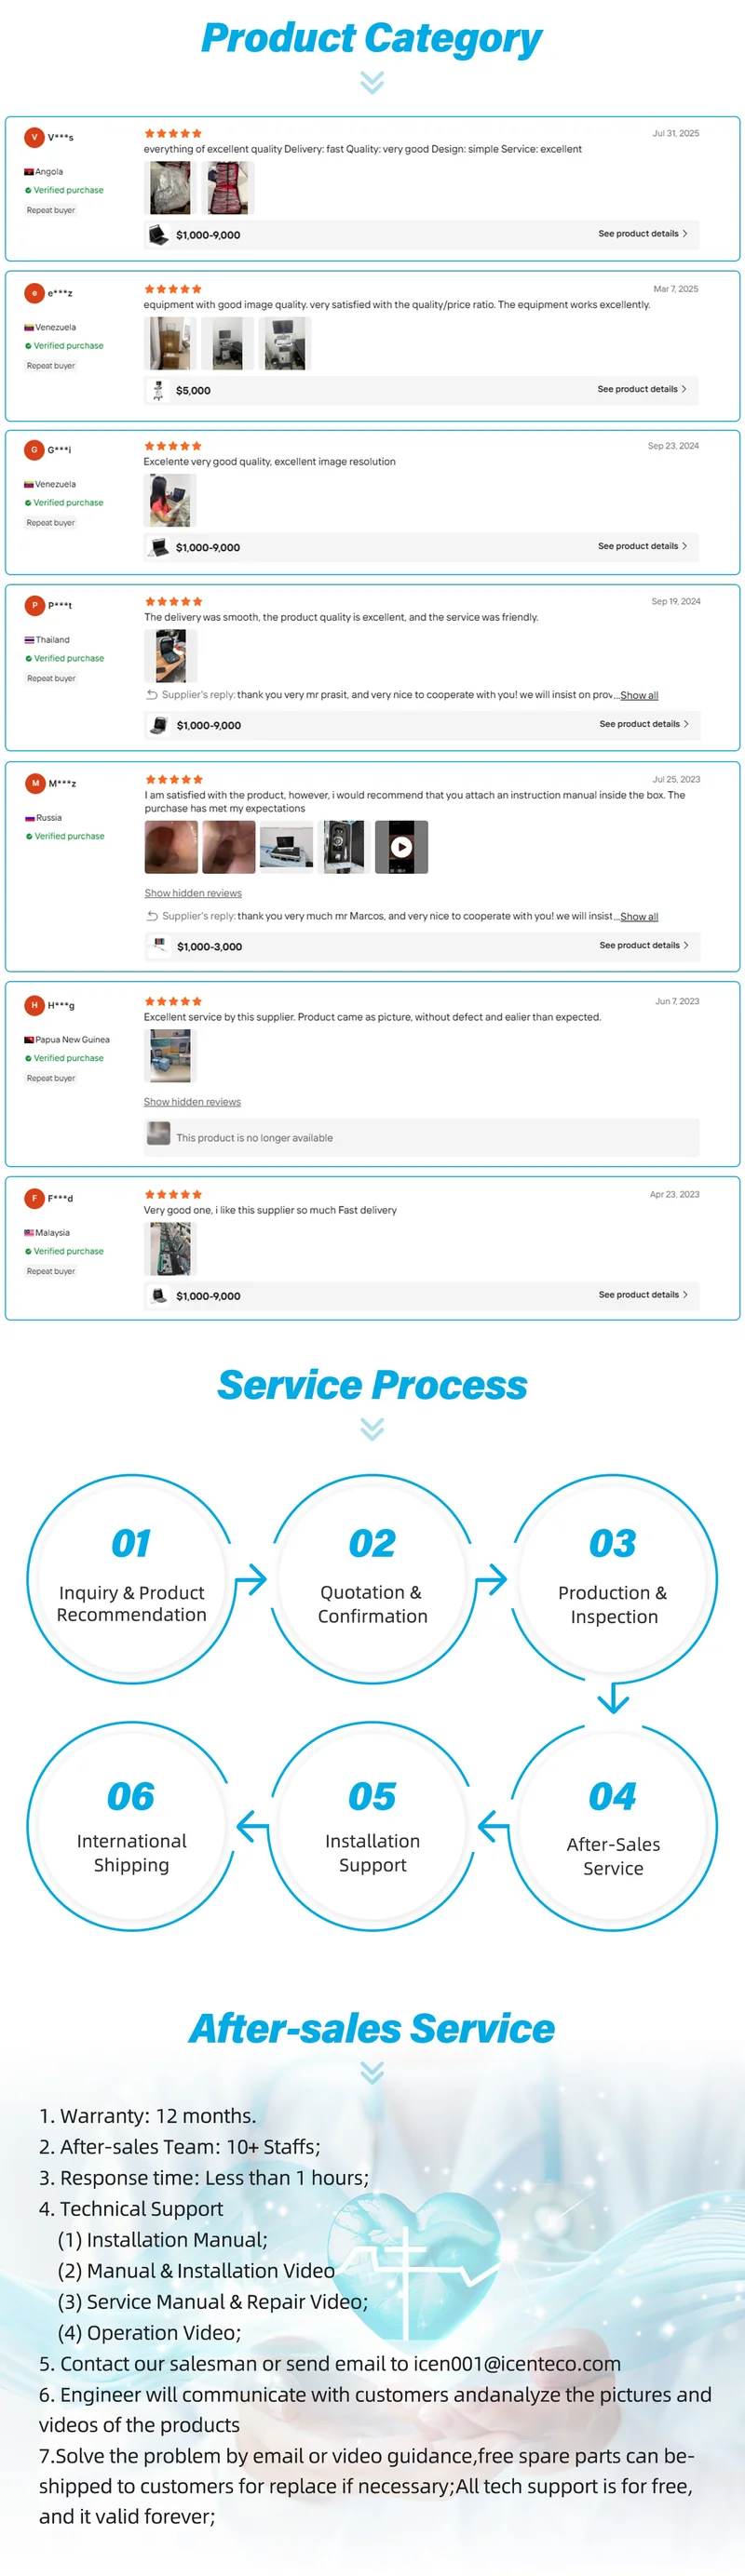 Product Category
V
V***s
Jul 31, 2025
everything of excellent quality Delivery: fast Quality: very good Design: simple Service: excellent
Angola
Verified purchase
Repeat buyer
$1,000-9,000
See product details
e
e***z
Mar 7, 2025
equipment with good image quality. very satisfied with the quality/price ratio. The equipment works excellently.
Venezuela
Verified purchase
Repeat buyer
$5,000
See product details
G
G***i
Sep 23, 2024
Excelente very good quality, excellent image resolution
Venezuela
Verified purchase
Repeat buyer
$1,000-9,000
See product details
P
P***t
Sep 19, 2024
The delivery was smooth, the product quality is excellent, and the service was friendly.
Thailand
Verified purchase
Repeat buyer
Supplier's reply: thank you very mr prasit, and very nice to cooperate with you! we will insist on prov...Show all
$1,000-9,000
See product details
M
M***z
Jul 25, 2023
I am satisfied with the product, however, i would recommend that you attach an instruction manual inside the box. The
purchase has met my expectations
Russia
Verified purchase
Show hidden reviews
Supplier's reply: thank you very much mr Marcos, and very nice to cooperate with you! we will insist...Show all
$1,000-3,000
See product details
H
H***g
Jun 7, 2023
Excellent service by this supplier. Product came as picture, without defect and ealier than expected.
Papua New Guinea
Verified purchase
Repeat buyer
Show hidden reviews
This product is no longer available
F
F***d
Apr 23, 2023
Very good one, i like this supplier so much Fast delivery
Malaysia
Verified purchase
Repeat buyer
$1,000-9,000
See product details
Service Process
01
Inquiry & Product
Recommendation
02
Quotation &
Confirmation
03
Production &
Inspection
04
After-Sales
Service
05
Installation
Support
06
International
Shipping
After-sales Service
1. Warranty: 12 months.
2. After-sales Team: 10+ Staffs;
3. Response time: Less than 1 hours;
4. Technical Support
(1) Installation Manual;
(2) Manual & Installation Video
(3) Service Manual & Repair Video;
(4) Operation Video;
5. Contact our salesman or send email to icen001@icenteco.com
6. Engineer will communicate with customers andanalyze the pictures and
videos of the products
7.Solve the problem by email or video guidance,free spare parts can be-
shipped to customers for replace if necessary;All tech support is for free,
and it valid forever;